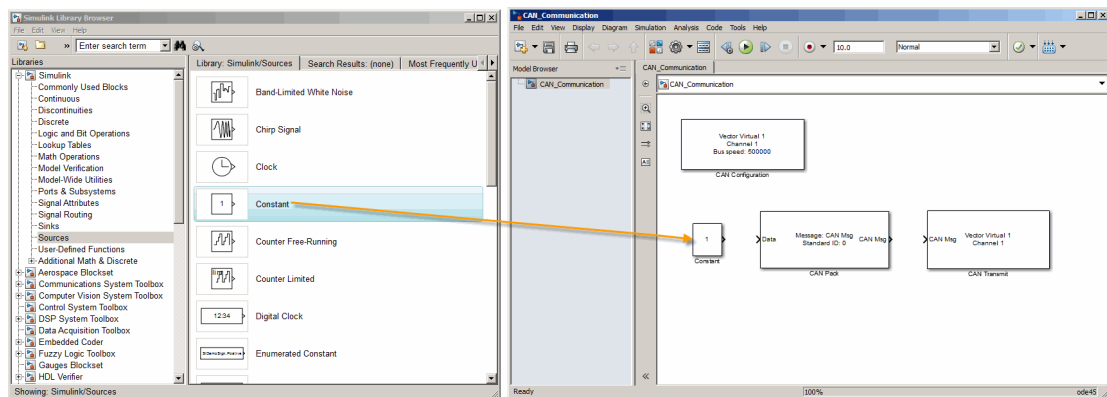 Simulink Library Browser
File Edit View Help
» Enter search term
Libraries
Simulink
Commonly Used Blocks
Continuous
Discontinuities
Discrete
Logic and Bit Operations
Lookup Tables
Math Operations
Model Verification
Model-Wide Utilities
Ports & Subsystems
Signal Attributes
Signal Routing
Sinks
Sources
User-Defined Functions
Additional Math & Discrete
Aerospace Blockset
Communications System Toolbox
Computer Vision System Toolbox
Control System Toolbox
DSP System Toolbox
Data Acquisition Toolbox
Embedded Coder
Fuzzy Logic Toolbox
Gauges Blockset
HDL Verifier
Showing: Simulink/Sources
Library: Simulink/Sources Search Results: (none) Most Frequently U
Band-Limited White Noise
Chirp Signal
Clock
1 Constant
Counter Free-Running
Counter Limited
12:34 Digital Clock
Enumerated Constant
CAN_Communication
File Edit View Display Diagram Simulation Analysis Code Tools Help
10.0 Normal
Model Browser
CAN_Communication
CAN_Communication
CAN_Communication
Vector Virtual 1
Channel 1
Bus speed: 500000
CAN Configuration
1
Constant
Data
Message: CAN Msg
Standard ID: 0
CAN Msg
CAN Pack
CAN Msg
Vector Virtual 1
Channel 1
CAN Transmit
Ready 100% ode45